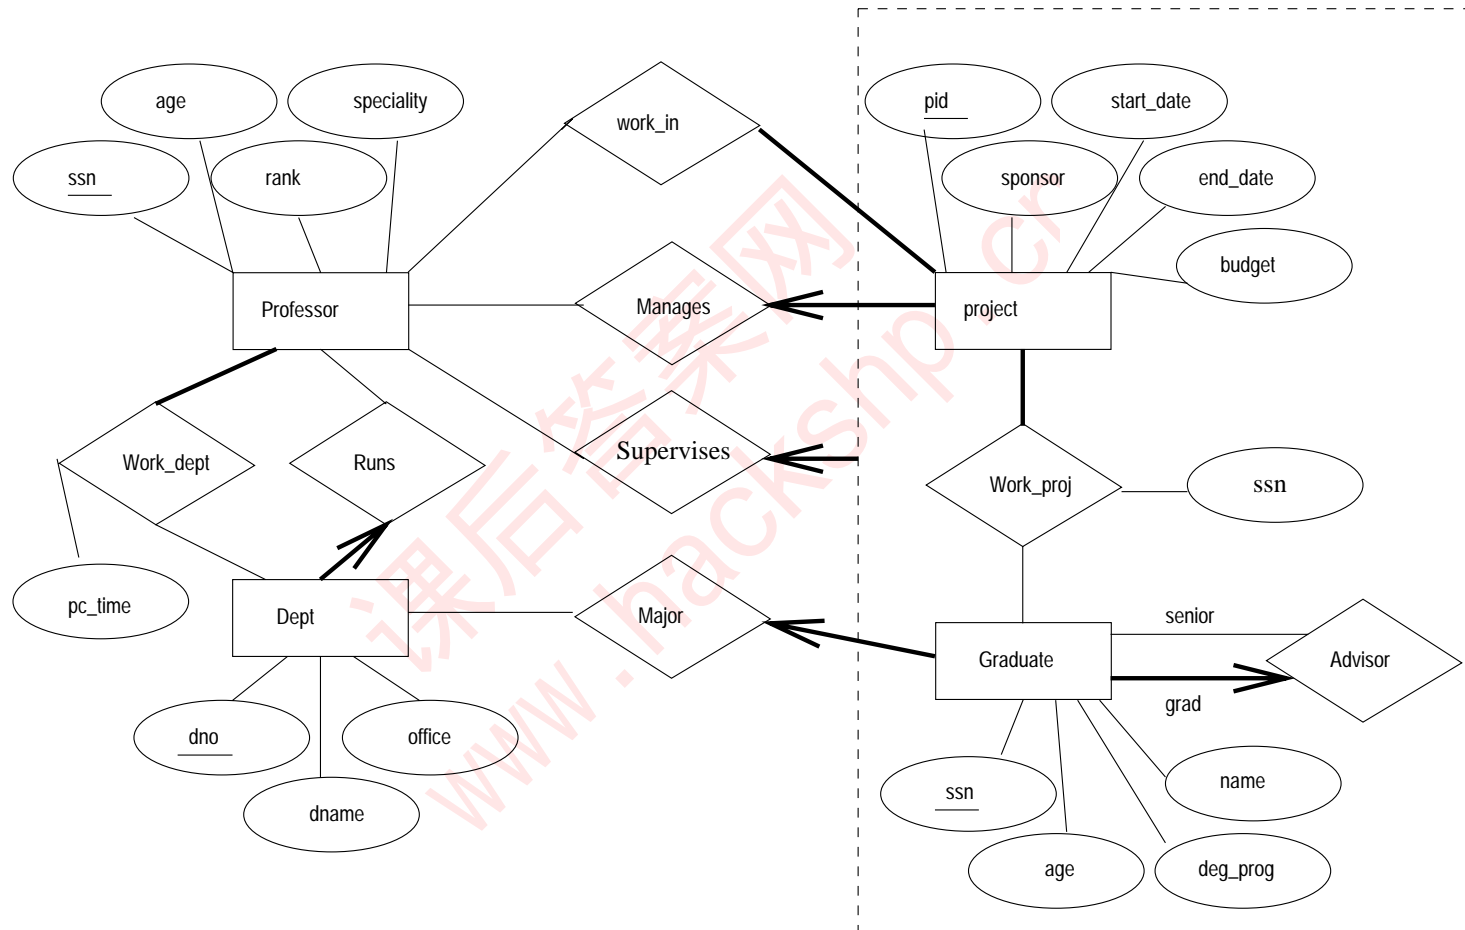 age
speciality
ssn
rank
work_in
pid
start_date
sponsor
end_date
budget
Professor
Manages
project
Work_dept
Runs
Supervises
Work_proj
ssn
pc_time
Dept
Major
senior
Graduate
Advisor
grad
dno
office
dname
ssn
name
age
deg_prog
课后答案网
www.hackshp.cn